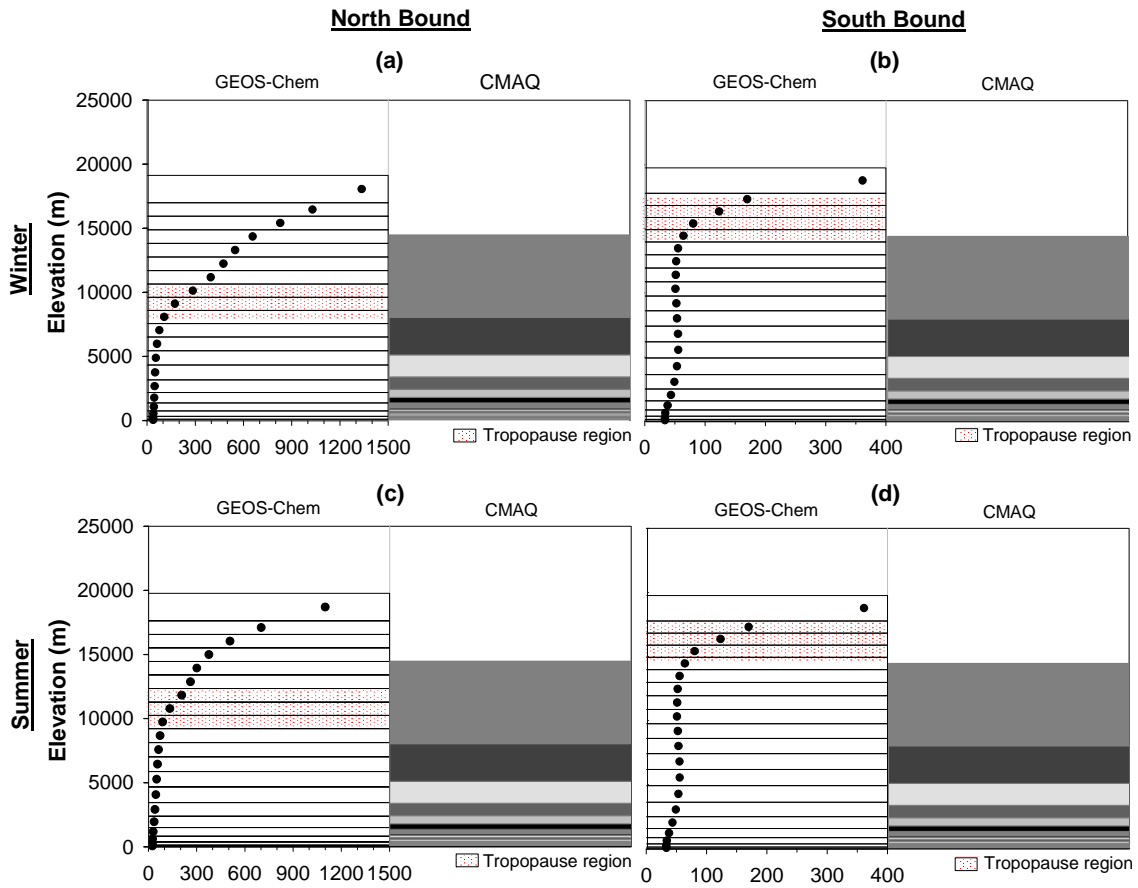 North Bound South Bound
(a) (b)
GEOS-Chem CMAQ GEOS-Chem CMAQ
Winter
Elevation (m)
25000
20000
15000
10000
5000
0
0 300 600 900 1200 1500
Tropopause region
0 100 200 300 400
Tropopause region
(c) (d)
GEOS-Chem CMAQ GEOS-Chem CMAQ
Summer
Elevation (m)
25000
20000
15000
10000
5000
0
0 300 600 900 1200 1500
Tropopause region
0 100 200 300 400
Tropopause region